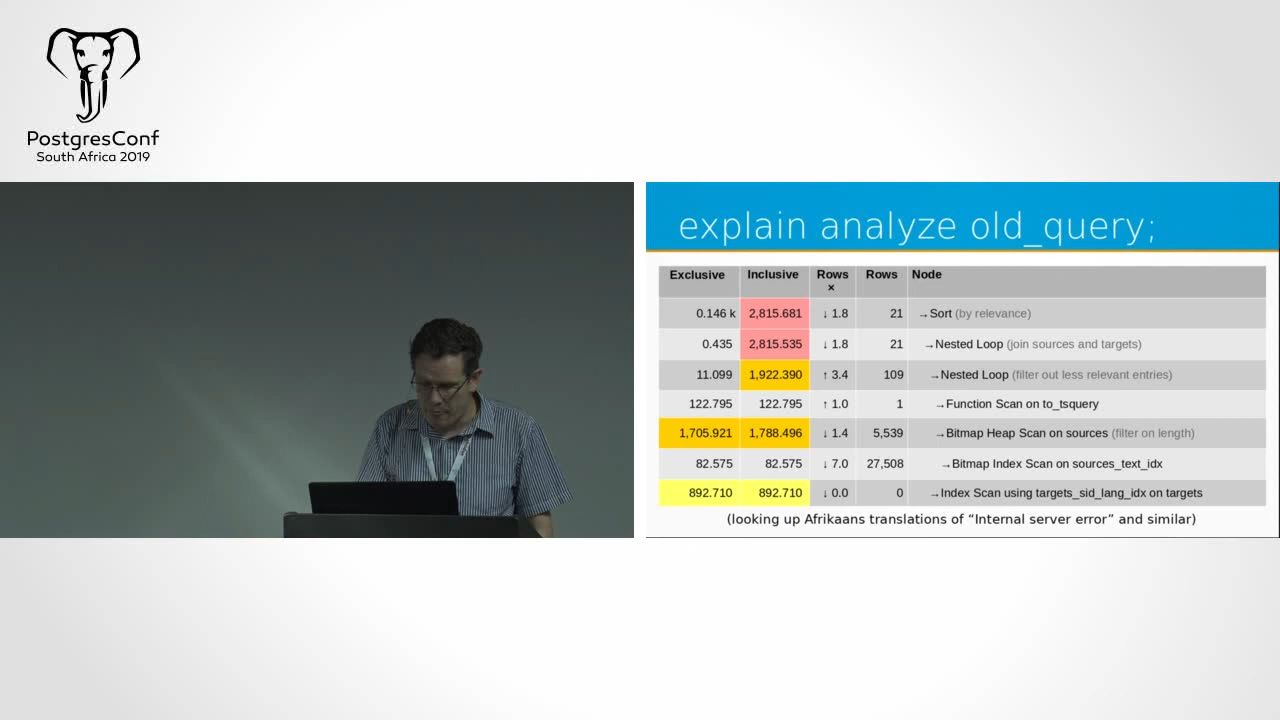 PostgresConf
South Africa 2019
explain analyze old_query;
Exclusive Inclusive Rows × Rows Node
0.146 k 2,815.681 ↓ 1.8 21 →Sort (by relevance)
0.435 2,815.535 ↓ 1.8 21 →Nested Loop (join sources and targets)
11.099 1,922.390 ↑ 3.4 109 →Nested Loop (filter out less relevant entries)
122.795 122.795 ↑ 1.0 1 →Function Scan on to_tsquery
1,705.921 1,788.496 ↓ 1.4 5,539 →Bitmap Heap Scan on sources (filter on length)
82.575 82.575 ↓ 7.0 27,508 →Bitmap Index Scan on sources_text_idx
892.710 892.710 ↓ 0.0 0 →Index Scan using targets_sid_lang_idx on targets
(looking up Afrikaans translations of “Internal server error” and similar)